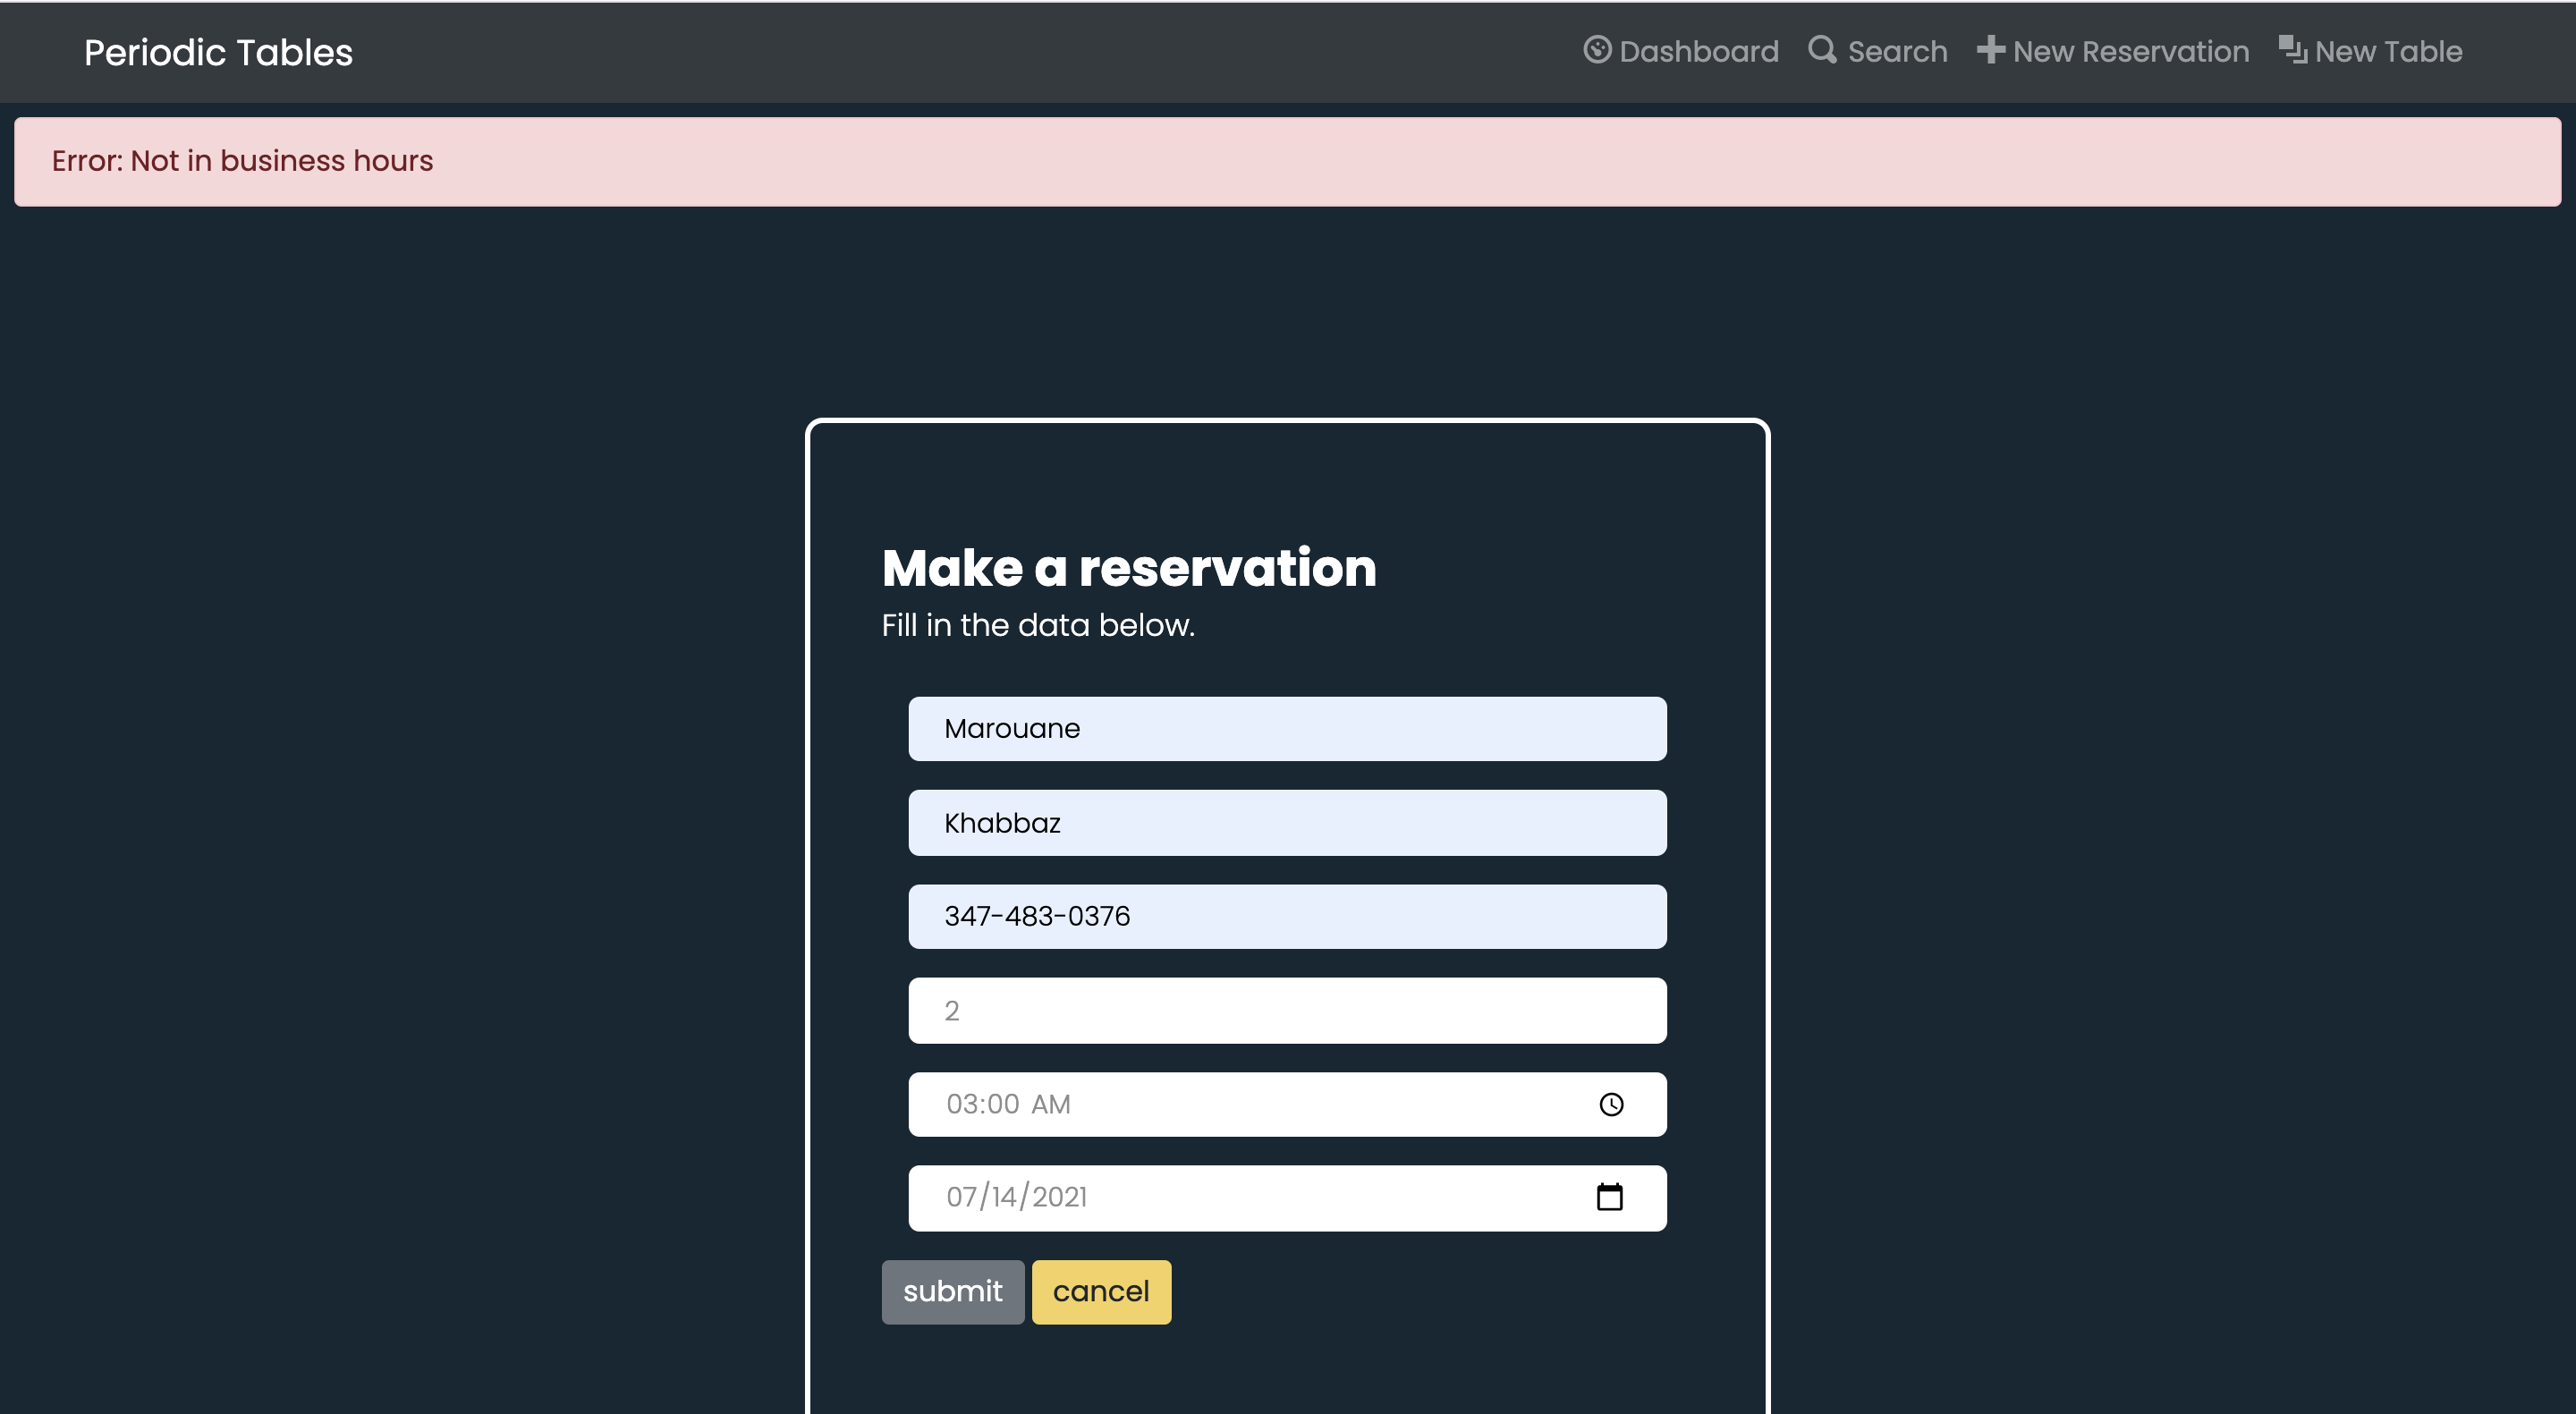 Periodic Tables Dashboard Search New Reservation New Table
Error: Not in business hours
Make a reservation
Fill in the data below.
Marouane
Khabbaz
347-483-0376
2
03:00 AM
07/14/2021
submit cancel